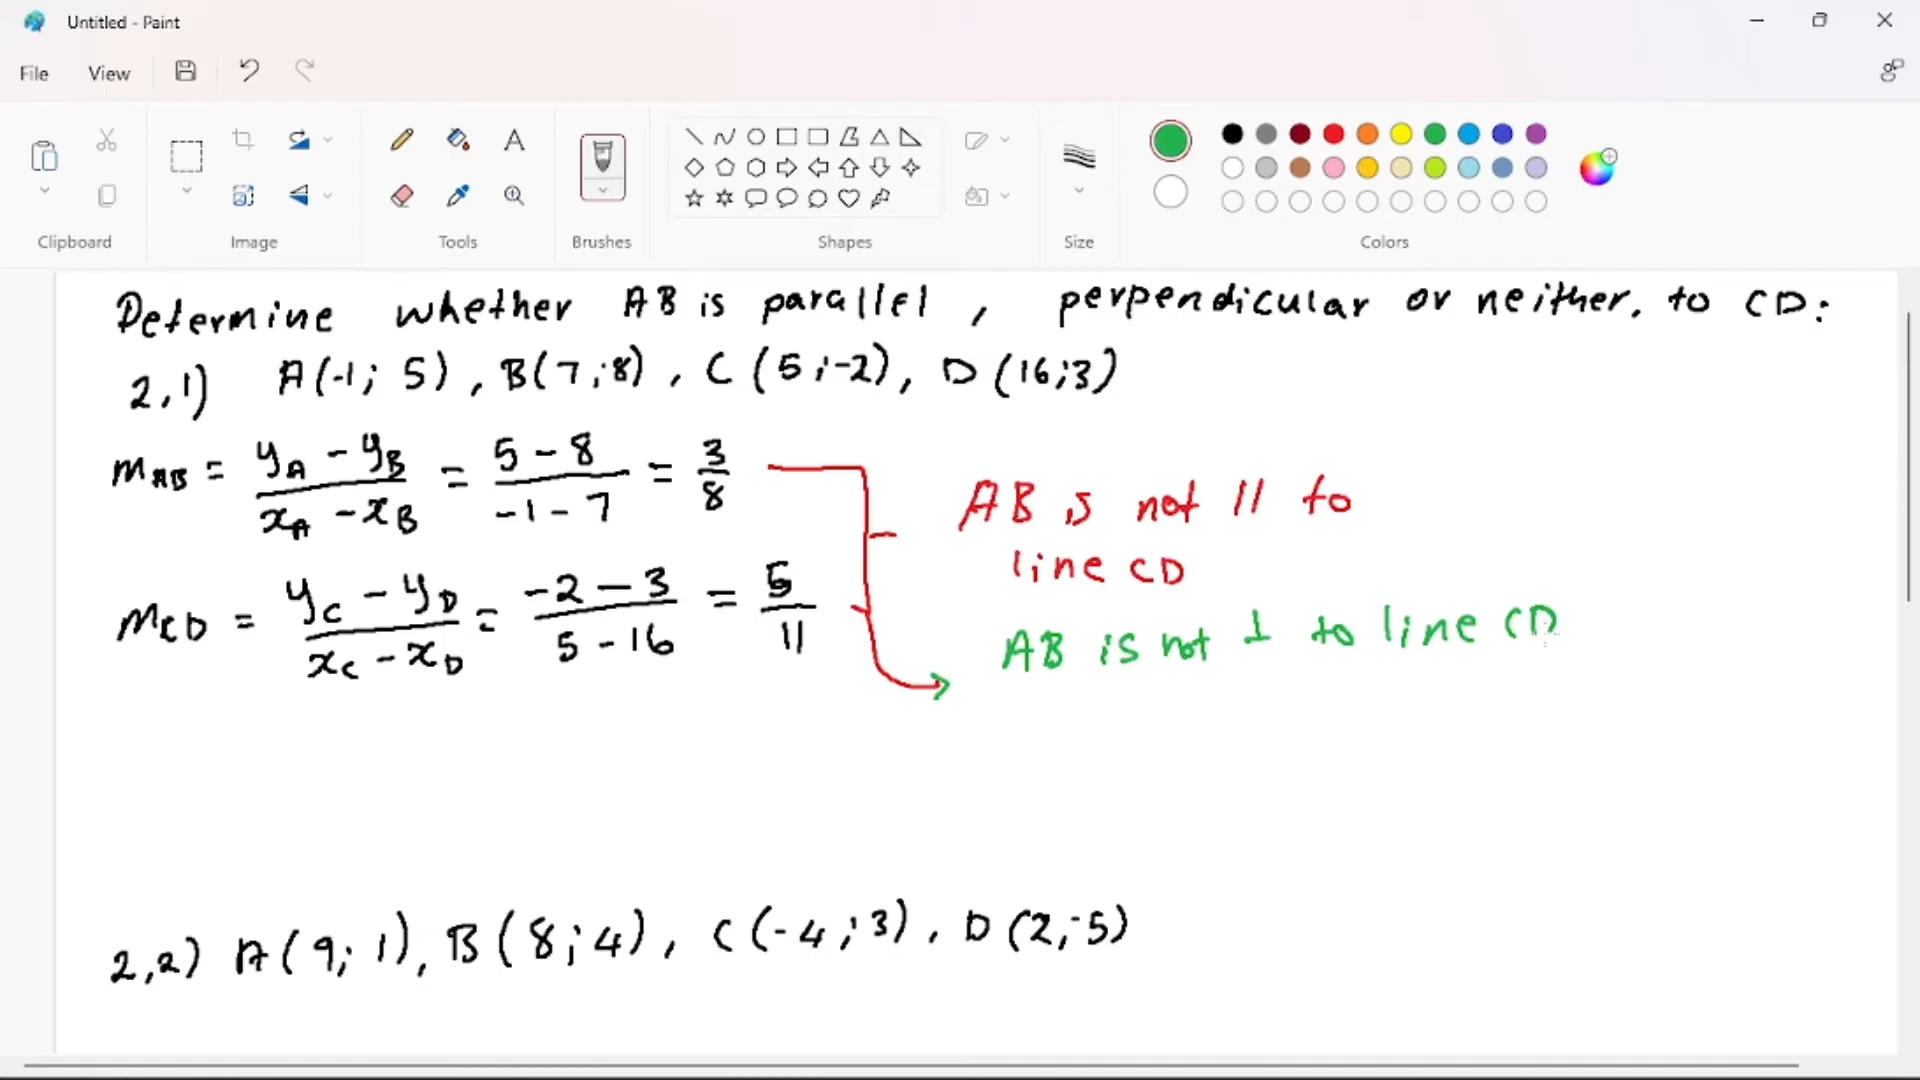 Untitled - Paint
File View
Clipboard Image Tools Brushes Shapes Size Colors
Determine whether AB is parallel , perpendicular or neither. to CD:
2,1) A(-1; 5) , B(7;8) , C(5;-2), D(16;3)
mAB = yA - yB / xA - xB = 5 - 8 / -1 - 7 = 3/8
AB is not // to
line CD
mCD = yC - yD / xC - xD = -2 - 3 / 5 - 16 = 5/11
AB is not ⊥ to line CD
2,2) A(9; 1), B(8;4), C(-4;3), D(2;-5)